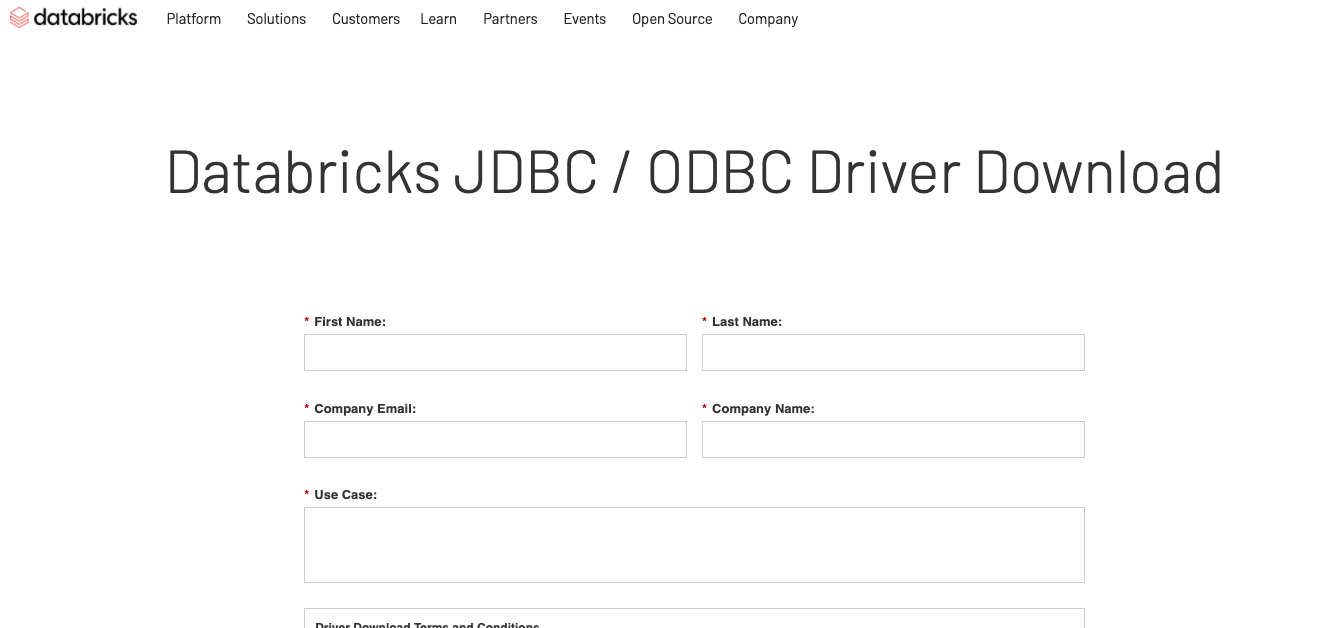 databricks Platform Solutions Customers Learn Partners Events Open Source Company
Databricks JDBC / ODBC Driver Download
* First Name: * Last Name:
* Company Email: * Company Name:
* Use Case:
Driver Download Terms and Conditions